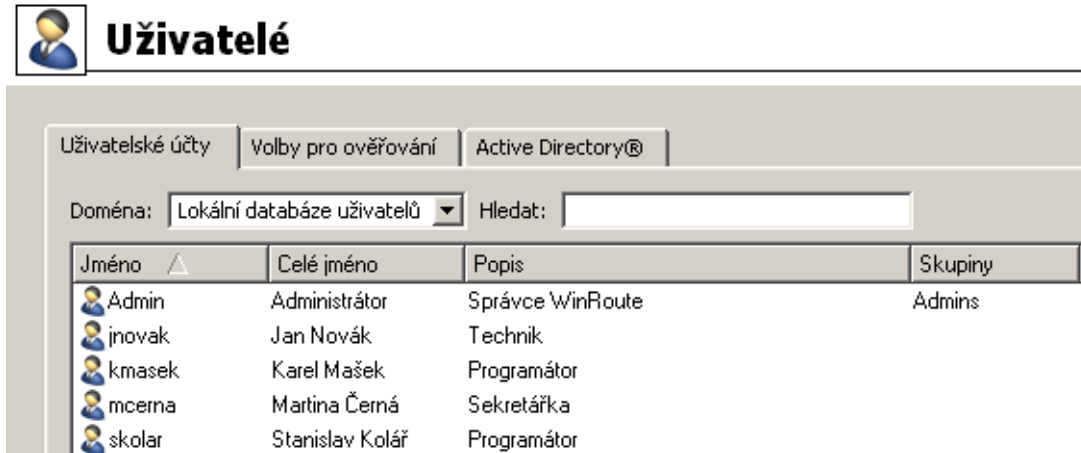 Uživatelé
Uživatelské účty Volby pro ověřování Active Directory®
Doména: Lokální databáze uživatelů Hledat:
Jméno Celé jméno Popis Skupiny
Admin Administrátor Správce WinRoute Admins
jnovak Jan Novák Technik
kmasek Karel Mašek Programátor
mcerna Martina Černá Sekretářka
skolar Stanislav Kolář Programátor